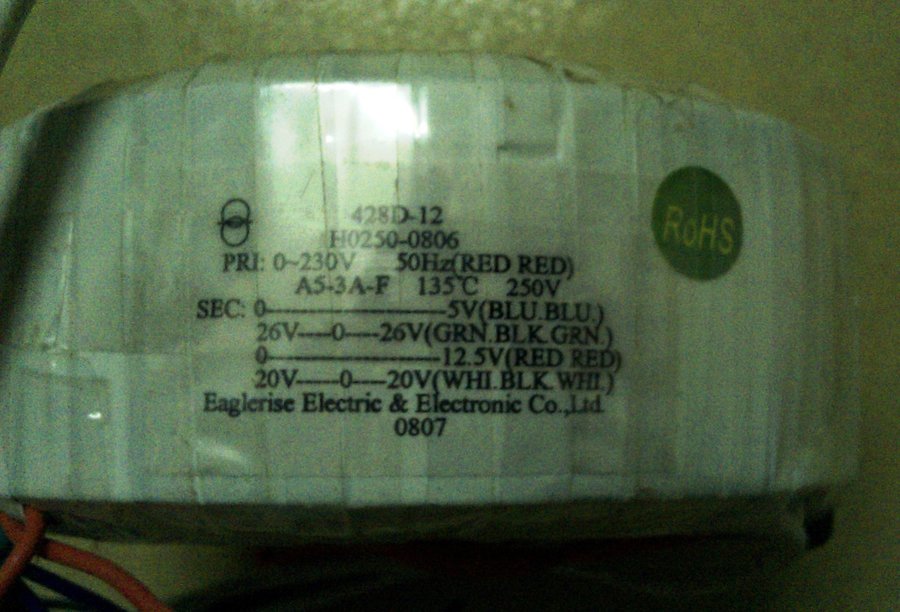 428D-12
H0250-0806
RoHS
PRI: 0~230V 50Hz(RED RED)
A5-3A-F 135℃ 250V
SEC: 0--------------------5V(BLU.BLU.)
26V----0----26V(GRN.BLK.GRN.)
0--------------------12.5V(RED RED)
20V-----0----20V(WHI.BLK.WHI.)
Eaglerise Electric & Electronic Co.,Ltd.
0807